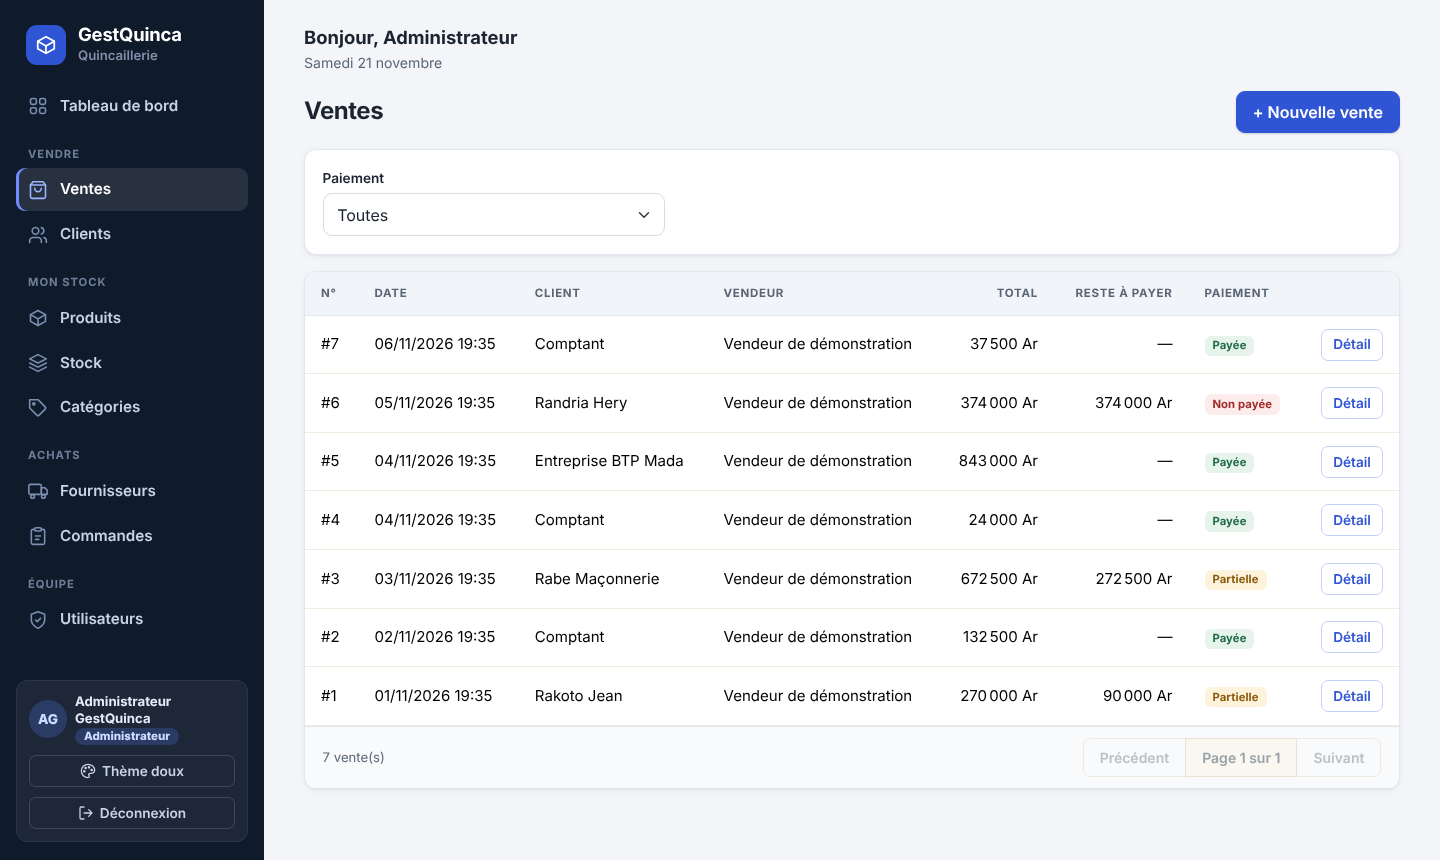 GestQuinca
Quincaillerie
Tableau de bord
VENDRE
Ventes
Clients
MON STOCK
Produits
Stock
Catégories
ACHATS
Fournisseurs
Commandes
ÉQUIPE
Utilisateurs
AG
Administrateur
GestQuinca
Administrateur
Thème doux
Déconnexion
Bonjour, Administrateur
Samedi 21 novembre
Ventes
+ Nouvelle vente
Paiement
Toutes
N° DATE CLIENT VENDEUR TOTAL RESTE À PAYER PAIEMENT
#7 06/11/2026 19:35 Comptant Vendeur de démonstration 37 500 Ar — Payée Détail
#6 05/11/2026 19:35 Randria Hery Vendeur de démonstration 374 000 Ar 374 000 Ar Non payée Détail
#5 04/11/2026 19:35 Entreprise BTP Mada Vendeur de démonstration 843 000 Ar — Payée Détail
#4 04/11/2026 19:35 Comptant Vendeur de démonstration 24 000 Ar — Payée Détail
#3 03/11/2026 19:35 Rabe Maçonnerie Vendeur de démonstration 672 500 Ar 272 500 Ar Partielle Détail
#2 02/11/2026 19:35 Comptant Vendeur de démonstration 132 500 Ar — Payée Détail
#1 01/11/2026 19:35 Rakoto Jean Vendeur de démonstration 270 000 Ar 90 000 Ar Partielle Détail
7 vente(s) Précédent Page 1 sur 1 Suivant